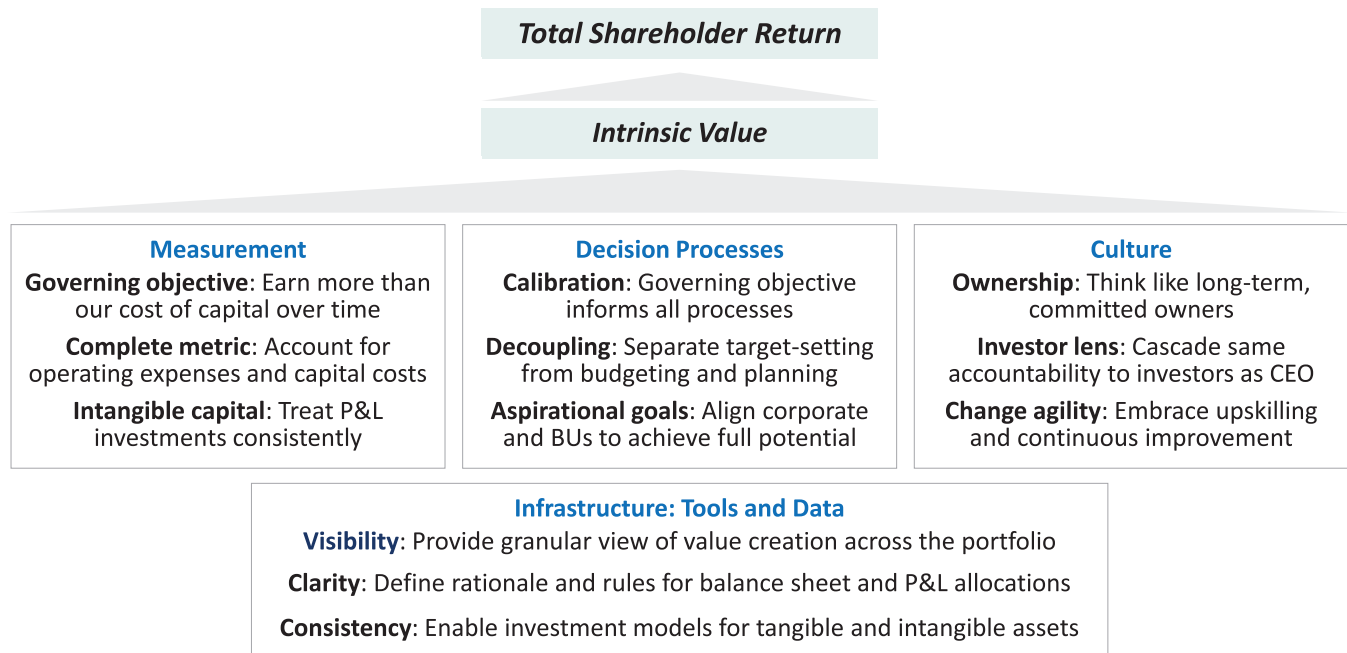 Total Shareholder Return
Intrinsic Value
Measurement
Governing objective: Earn more than
our cost of capital over time
Complete metric: Account for
operating expenses and capital costs
Intangible capital: Treat P&L
investments consistently
Decision Processes
Calibration: Governing objective
informs all processes
Decoupling: Separate target-setting
from budgeting and planning
Aspirational goals: Align corporate
and BUs to achieve full potential
Culture
Ownership: Think like long-term,
committed owners
Investor lens: Cascade same
accountability to investors as CEO
Change agility: Embrace upskilling
and continuous improvement
Infrastructure: Tools and Data
Visibility: Provide granular view of value creation across the portfolio
Clarity: Define rationale and rules for balance sheet and P&L allocations
Consistency: Enable investment models for tangible and intangible assets